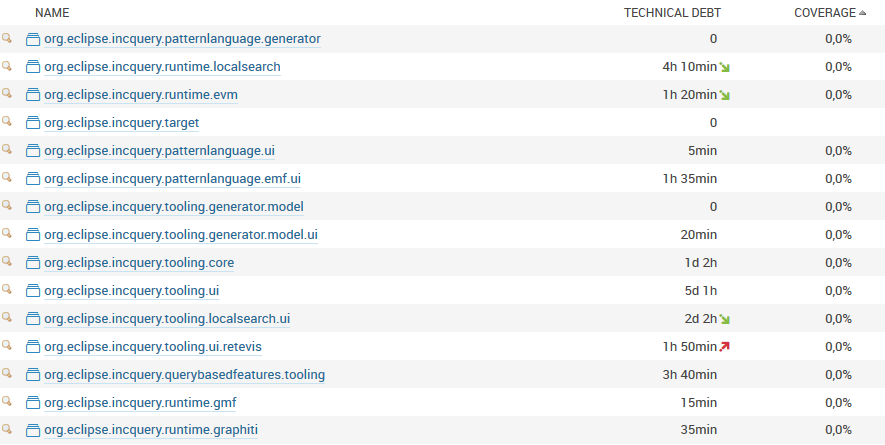 NAME TECHNICAL DEBT COVERAGE
org.eclipse.incquery.patternlanguage.generator 0 0,0%
org.eclipse.incquery.runtime.localsearch 4h 10min 0,0%
org.eclipse.incquery.runtime.evm 1h 20min 0,0%
org.eclipse.incquery.target 0
org.eclipse.incquery.patternlanguage.ui 5min 0,0%
org.eclipse.incquery.patternlanguage.emf.ui 1h 35min 0,0%
org.eclipse.incquery.tooling.generator.model 0 0,0%
org.eclipse.incquery.tooling.generator.model.ui 20min 0,0%
org.eclipse.incquery.tooling.core 1d 2h 0,0%
org.eclipse.incquery.tooling.ui 5d 1h 0,0%
org.eclipse.incquery.tooling.localsearch.ui 2d 2h 0,0%
org.eclipse.incquery.tooling.ui.retevis 1h 50min 0,0%
org.eclipse.incquery.querybasedfeatures.tooling 3h 40min 0,0%
org.eclipse.incquery.runtime.gmf 15min 0,0%
org.eclipse.incquery.runtime.graphiti 35min 0,0%